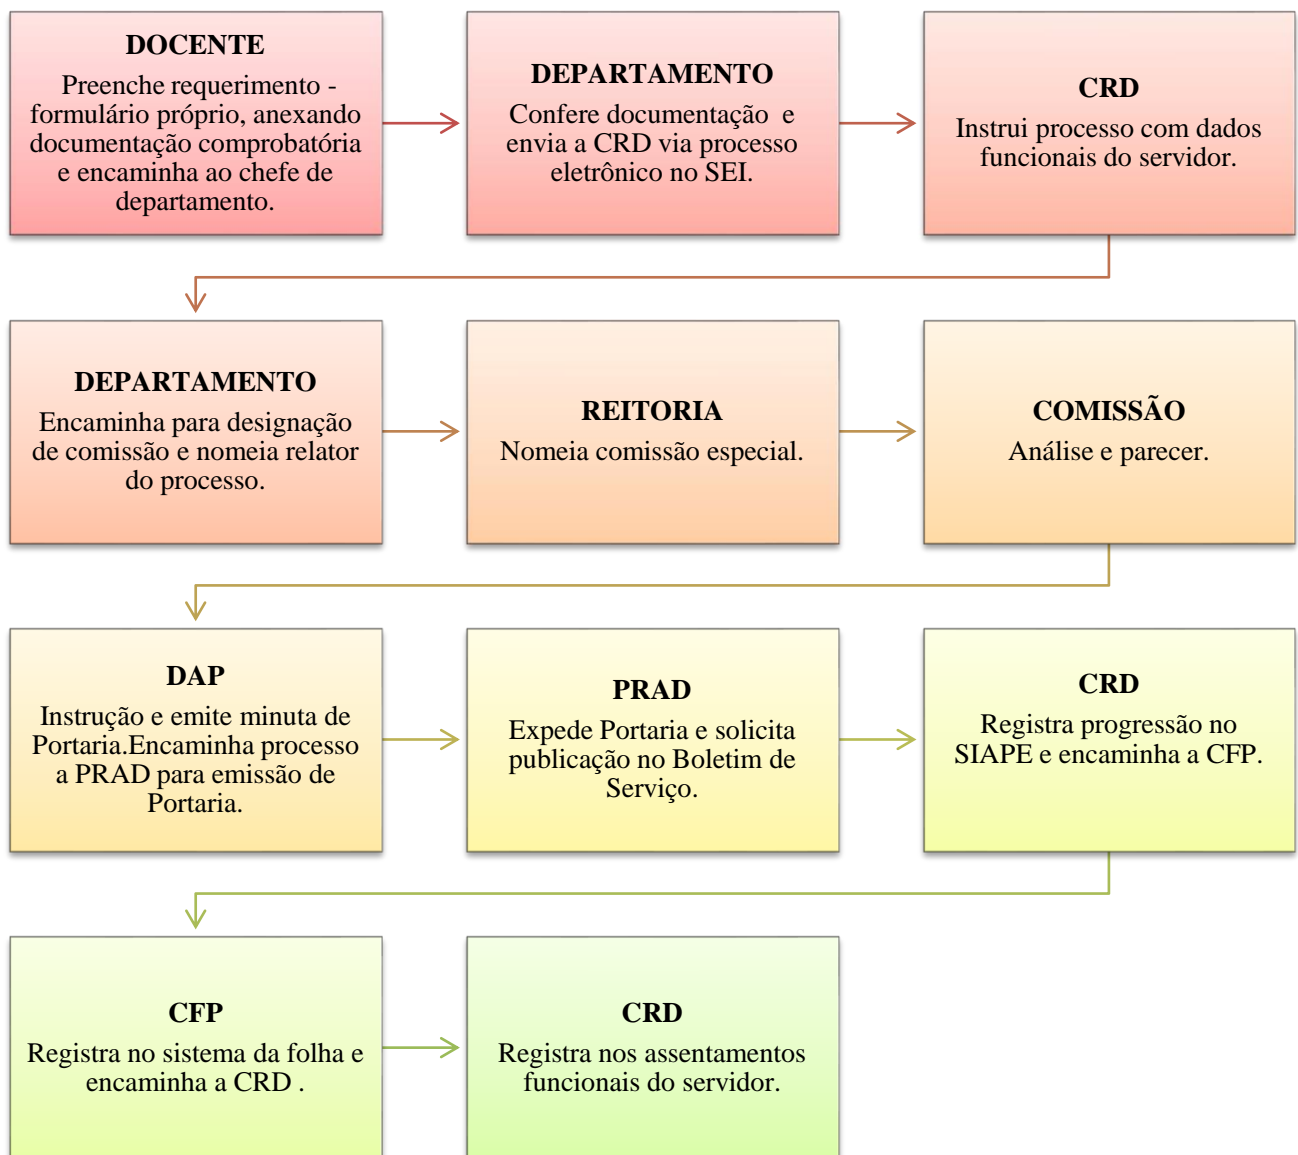 DOCENTE
Preenche requerimento -
formulário próprio, anexando
documentação comprobatória
e encaminha ao chefe de
departamento.
DEPARTAMENTO
Confere documentação  e
envia a CRD via processo
eletrônico no SEI.
CRD
Instrui processo com dados
funcionais do servidor.
DEPARTAMENTO
Encaminha para designação
de comissão e nomeia relator
do processo.
REITORIA
Nomeia comissão especial.
COMISSÃO
Análise e parecer.
DAP
Instrução e emite minuta de
Portaria.Encaminha processo
a PRAD para emissão de
Portaria.
PRAD
Expede Portaria e solicita
publicação no Boletim de
Serviço.
CRD
Registra progressão no
SIAPE e encaminha a CFP.
CFP
Registra no sistema da folha e
encaminha a CRD .
CRD
Registra nos assentamentos
funcionais do servidor.